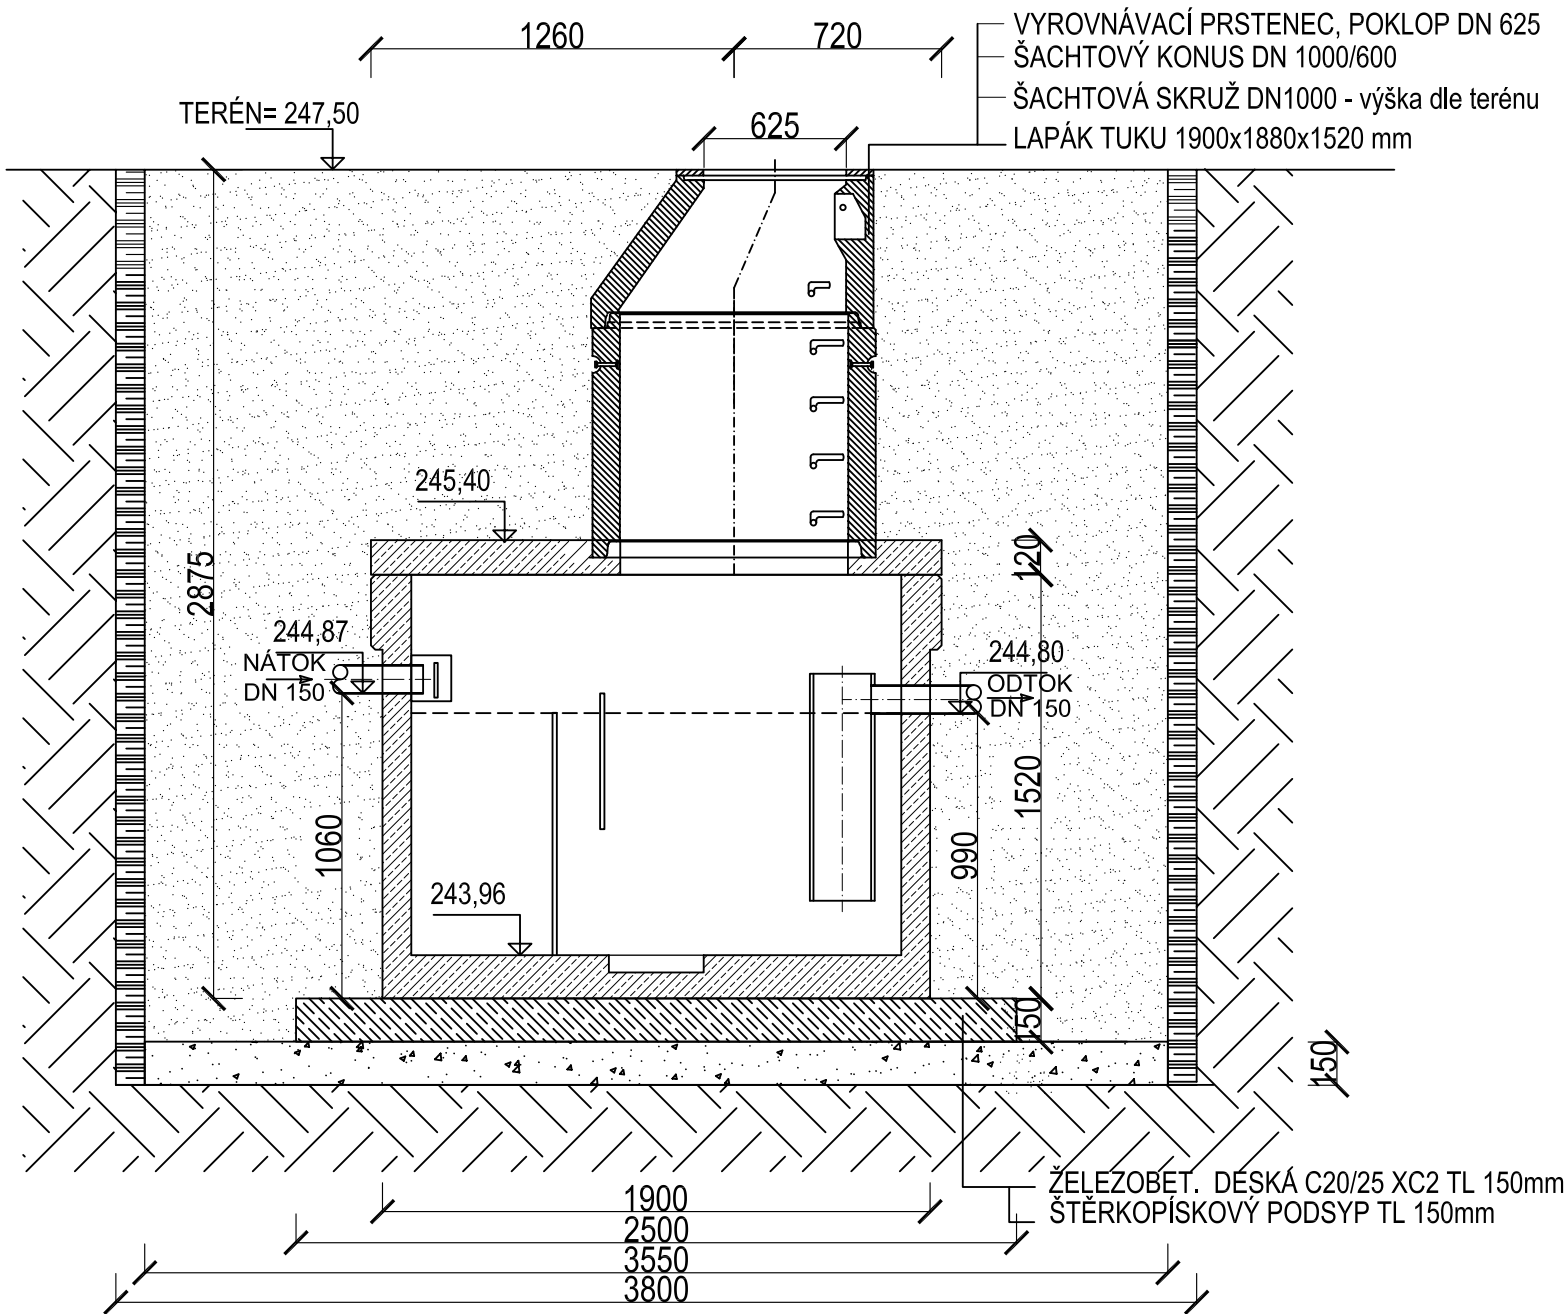 1260
720
VYROVNÁVACÍ PRSTENEC, POKLOP DN 625
ŠACHTOVÝ KONUS DN 1000/600
ŠACHTOVÁ SKRUŽ DN1000 - výška dle terénu
LAPÁK TUKU 1900x1880x1520 mm
TERÉN= 247,50
625
245,40
2875
120
244,87
NÁTOK
DN 150
244,80
ODTOK
DN 150
1520
1060
990
243,96
150
150
ŽELEZOBET. DESKÁ C20/25 XC2 TL 150mm
ŠTĚRKOPÍSKOVÝ PODSYP TL 150mm
1900
2500
3550
3800